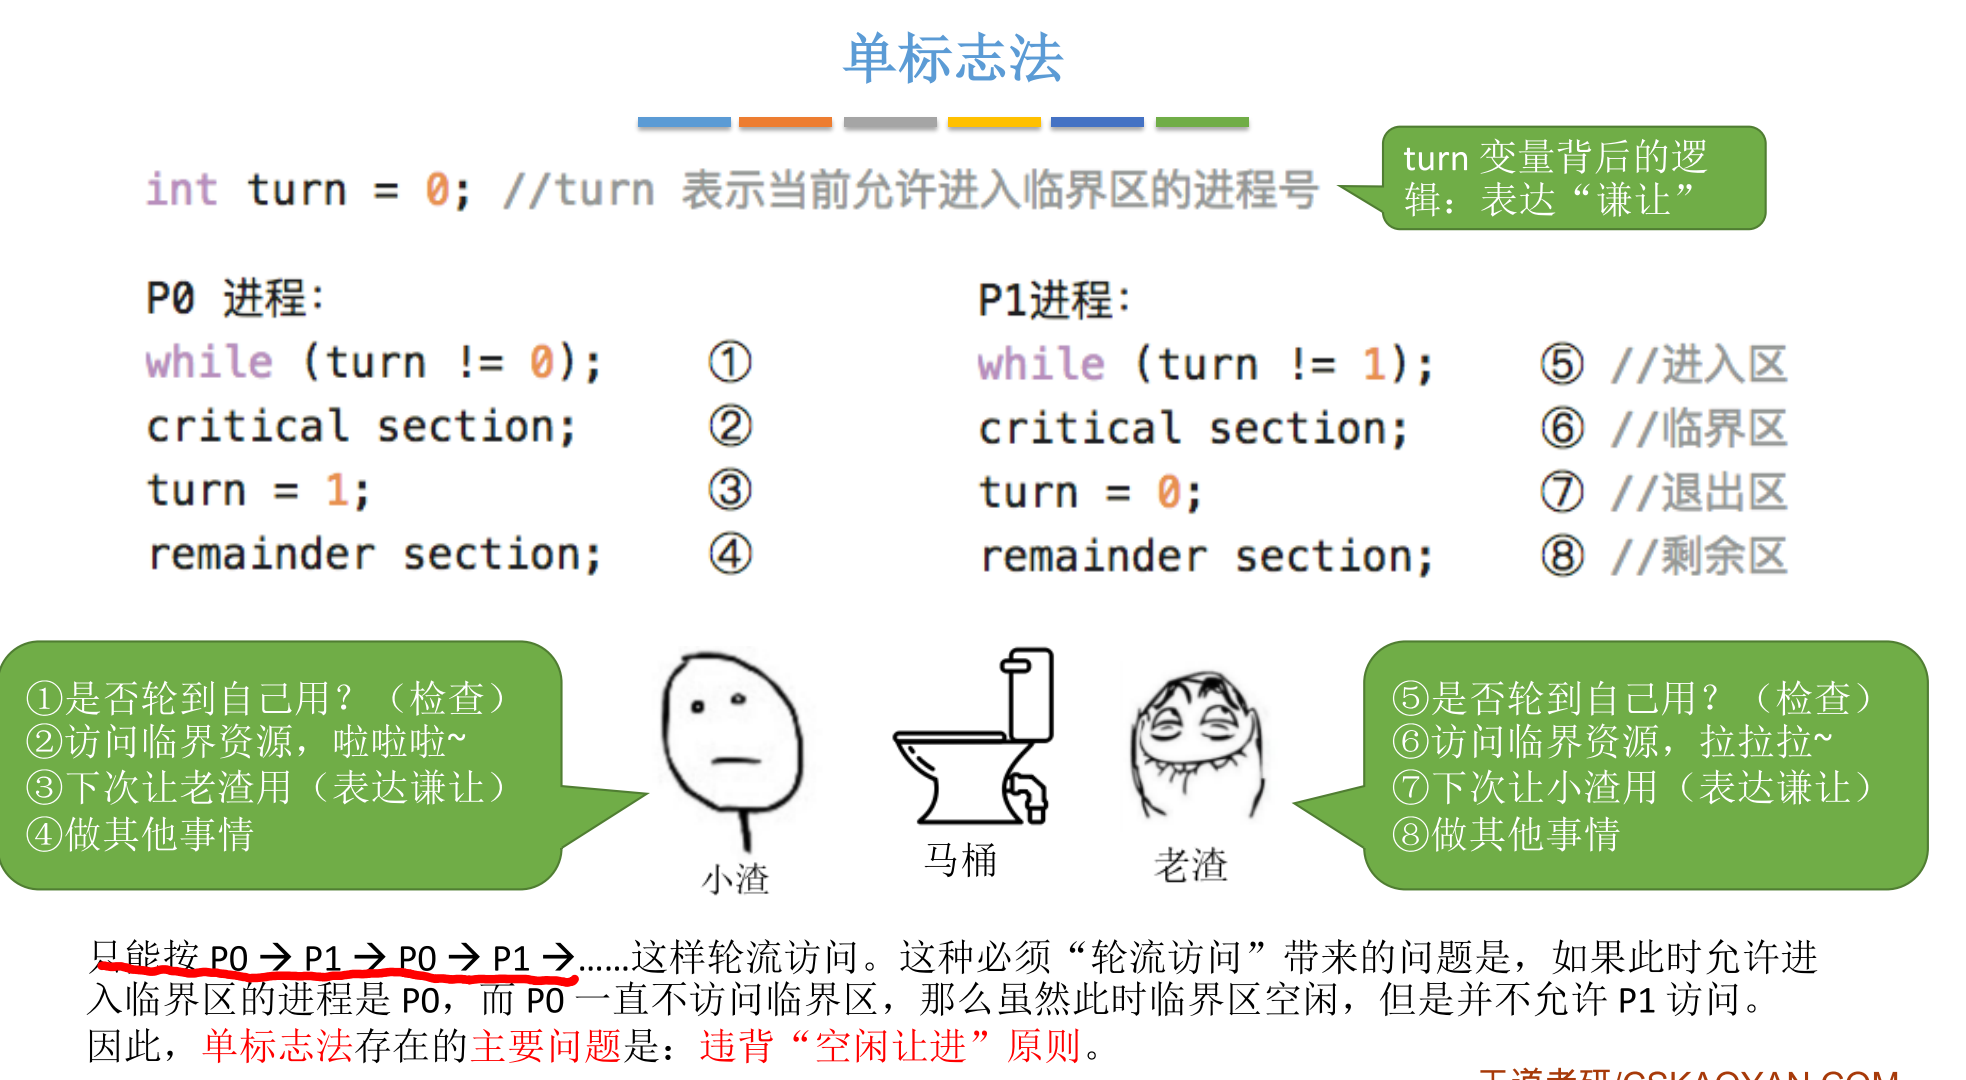 单标志法
int turn = 0; //turn 表示当前允许进入临界区的进程号
turn 变量背后的逻
辑：表达“谦让”
P0 进程:
while (turn != 0); ①
critical section; ②
turn = 1; ③
remainder section; ④
P1进程:
while (turn != 1); ⑤ //进入区
critical section; ⑥ //临界区
turn = 0; ⑦ //退出区
remainder section; ⑧ //剩余区
①是否轮到自己用？（检查）
②访问临界资源，啦啦啦~
③下次让老渣用（表达谦让）
④做其他事情
小渣
马桶
老渣
⑤是否轮到自己用？（检查）
⑥访问临界资源，拉拉拉~
⑦下次让小渣用（表达谦让）
⑧做其他事情
只能按 P0 → P1 → P0 → P1 →……这样轮流访问。这种必须“轮流访问”带来的问题是，如果此时允许进
入临界区的进程是 P0，而 P0 一直不访问临界区，那么虽然此时临界区空闲，但是并不允许 P1 访问。
因此，单标志法存在的主要问题是：违背“空闲让进”原则。
王道考研/CSKAOYAN.COM